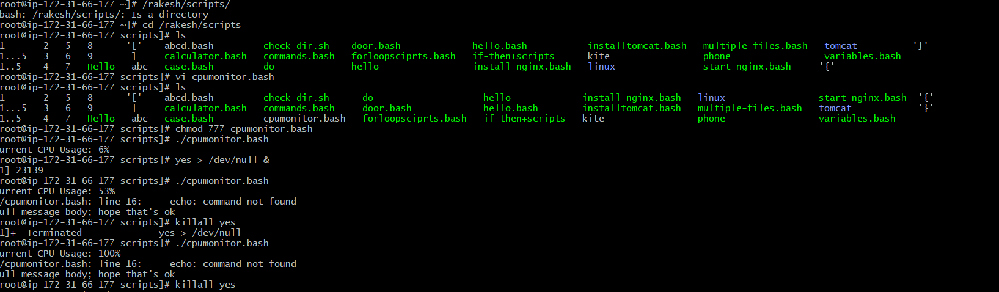 root@ip-172-31-66-177 ~]# /rakesh/scripts/
bash: /rakesh/scripts/: Is a directory
root@ip-172-31-66-177 ~]# cd /rakesh/scripts
root@ip-172-31-66-177 scripts]# ls
1 2 5 8 '[' abcd.bash check_dir.sh door.bash hello.bash installtomcat.bash multiple-files.bash tomcat '}'
1...5 3 6 9 ] calculator.bash commands.bash forloopsciprts.bash if-then+scripts kite phone variables.bash
1..5 4 7 Hello abc case.bash do hello install-nginx.bash linux start-nginx.bash '{'
root@ip-172-31-66-177 scripts]# vi cpumonitor.bash
root@ip-172-31-66-177 scripts]# ls
1 2 5 8 '[' abcd.bash check_dir.sh do hello install-nginx.bash linux start-nginx.bash '{'
1...5 3 6 9 ] calculator.bash commands.bash door.bash hello.bash installtomcat.bash multiple-files.bash tomcat '}'
1..5 4 7 Hello abc case.bash cpumonitor.bash forloopsciprts.bash if-then+scripts kite phone variables.bash
root@ip-172-31-66-177 scripts]# chmod 777 cpumonitor.bash
root@ip-172-31-66-177 scripts]# ./cpumonitor.bash
urrent CPU Usage: 6%
root@ip-172-31-66-177 scripts]# yes > /dev/null &
1] 23139
root@ip-172-31-66-177 scripts]# ./cpumonitor.bash
urrent CPU Usage: 53%
/cpumonitor.bash: line 16:     echo: command not found
ull message body; hope that's ok
root@ip-172-31-66-177 scripts]# killall yes
1]+  Terminated              yes > /dev/null
root@ip-172-31-66-177 scripts]# ./cpumonitor.bash
urrent CPU Usage: 100%
/cpumonitor.bash: line 16:     echo: command not found
ull message body; hope that's ok
root@ip-172-31-66-177 scripts]# killall yes